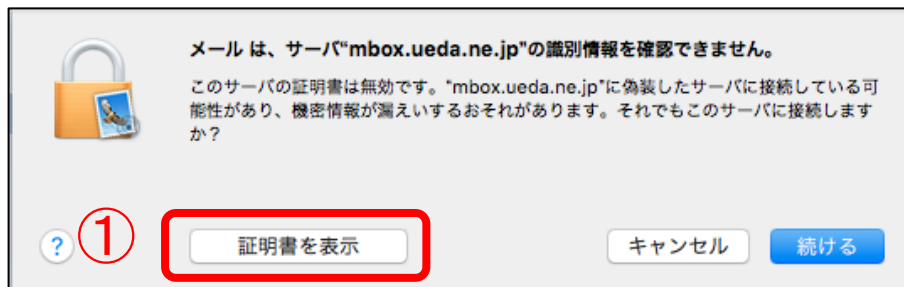 メール は、サーバ“mbox.ueda.ne.jp”の識別情報を確認できません。
このサーバの証明書は無効です。“mbox.ueda.ne.jp”に偽装したサーバに接続している可
能性があり、機密情報が漏えいするおそれがあります。それでもこのサーバに接続します
か？
? ① 証明書を表示 キャンセル 続ける